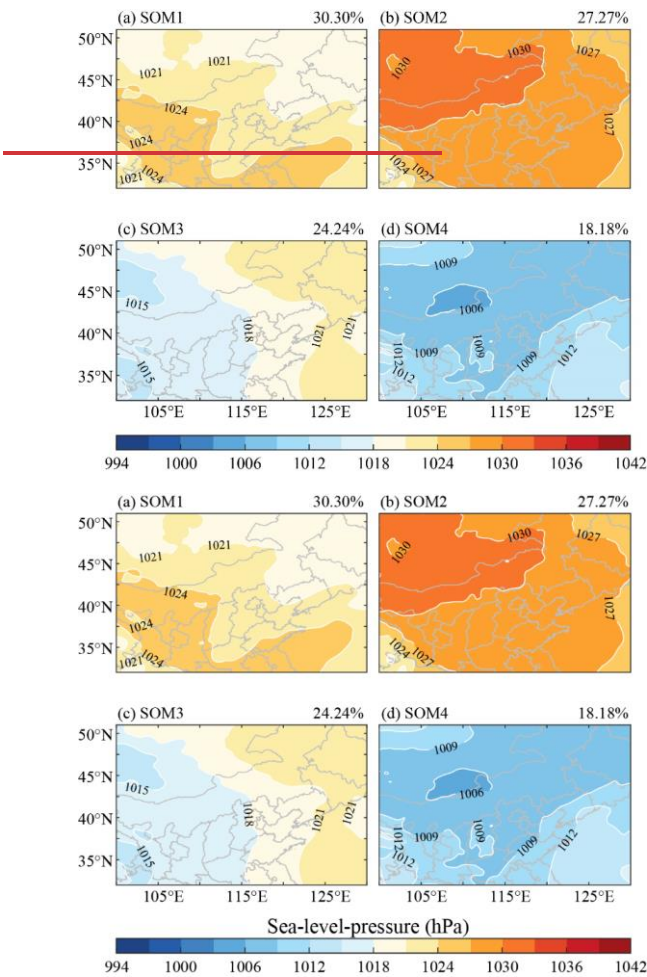 (a) SOM1 30.30% (b) SOM2 27.27%
50°N 1021 1021 1030 1027
45°N 1030
40°N 1024 1027
1024
35°N 1021 1024 1024 1027
(c) SOM3 24.24% (d) SOM4 18.18%
50°N 1009
45°N 1015 1006
40°N 1018 1021 1021 1012 1009 1009 1009 1012
35°N 1015 1012
105°E 115°E 125°E 105°E 115°E 125°E
994 1000 1006 1012 1018 1024 1030 1036 1042
(a) SOM1 30.30% (b) SOM2 27.27%
50°N 1021 1021 1030 1027
45°N 1030
40°N 1024 1027
1024
35°N 1021 1024 1024 1027
(c) SOM3 24.24% (d) SOM4 18.18%
50°N 1009
45°N 1015 1006
40°N 1018 1021 1021 1012 1009 1009 1009 1012
35°N 1015 1012
105°E 115°E 125°E 105°E 115°E 125°E
Sea-level-pressure (hPa)
994 1000 1006 1012 1018 1024 1030 1036 1042